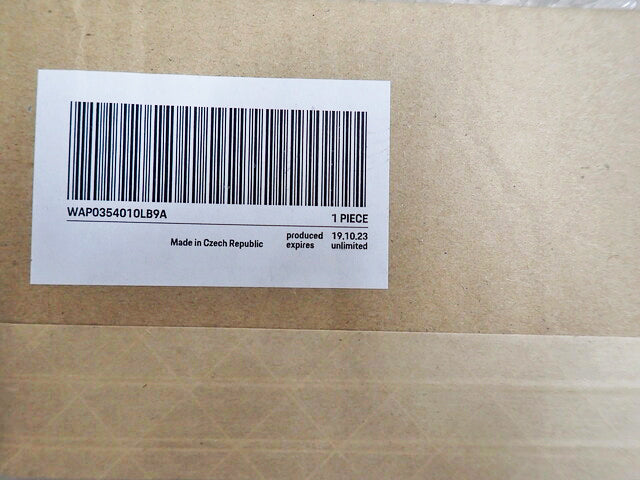 WAP0354010LB9A 1 PIECE
produced 19.10.23
Made in Czech Republic expires unlimited